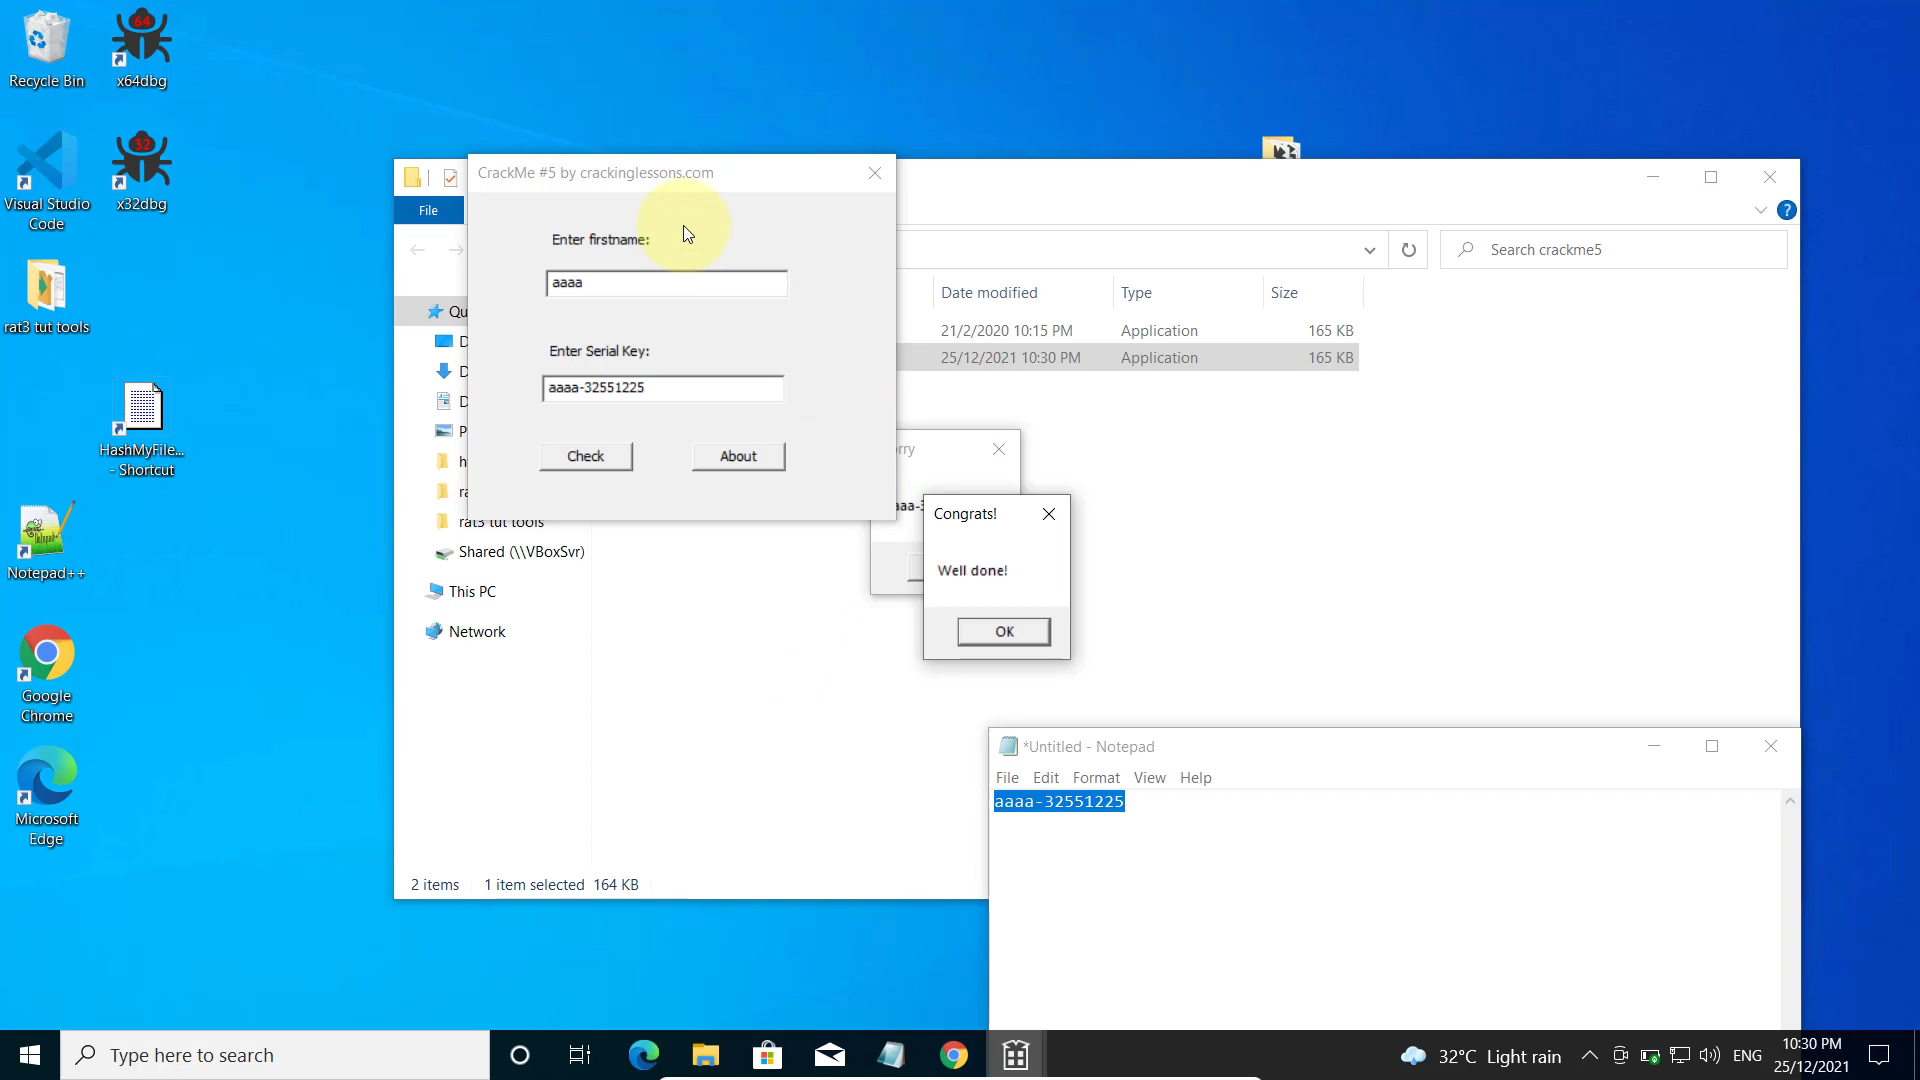 Recycle Bin
64
x64dbg
Visual Studio
Code
32
x32dbg
rat3 tut tools
HashMyFile...
- Shortcut
Notepad++
Google
Chrome
Microsoft
Edge
CrackMe #5 by crackinglessons.com
Enter firstname:
aaaa
Enter Serial Key:
aaaa-32551225
Check
About
File
?
Search crackme5
Date modified
Type
Size
21/2/2020 10:15 PM
Application
165 KB
25/12/2021 10:30 PM
Application
165 KB
rat3 tut tools
Shared (\\VBoxSvr)
This PC
Network
2 items
1 item selected
164 KB
Congrats!
Well done!
OK
*Untitled - Notepad
File
Edit
Format
View
Help
aaaa-32551225
Type here to search
32°C Light rain
ENG
10:30 PM
25/12/2021